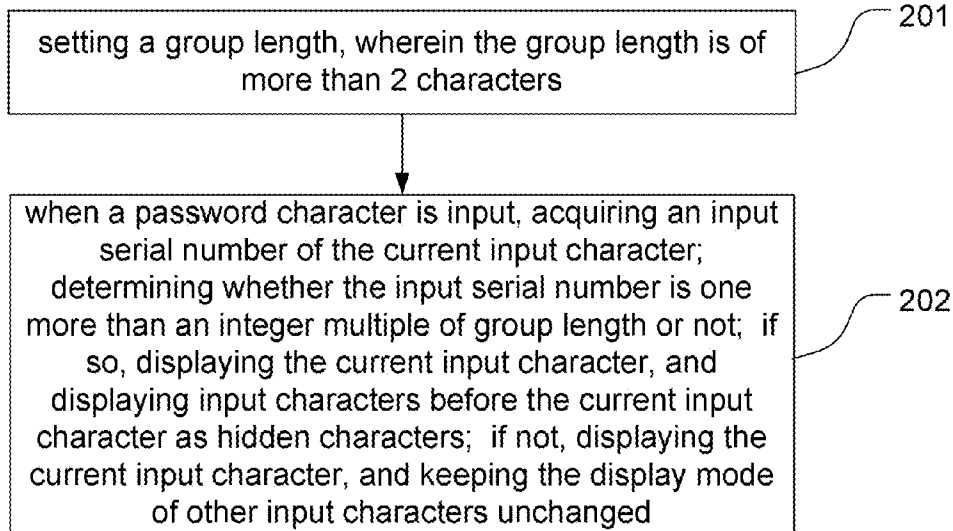 setting a group length, wherein the group length is of
more than 2 characters
201
when a password character is input, acquiring an input
serial number of the current input character;
determining whether the input serial number is one
more than an integer multiple of group length or not; if
so, displaying the current input character, and
displaying input characters before the current input
character as hidden characters; if not, displaying the
current input character, and keeping the display mode
of other input characters unchanged
202